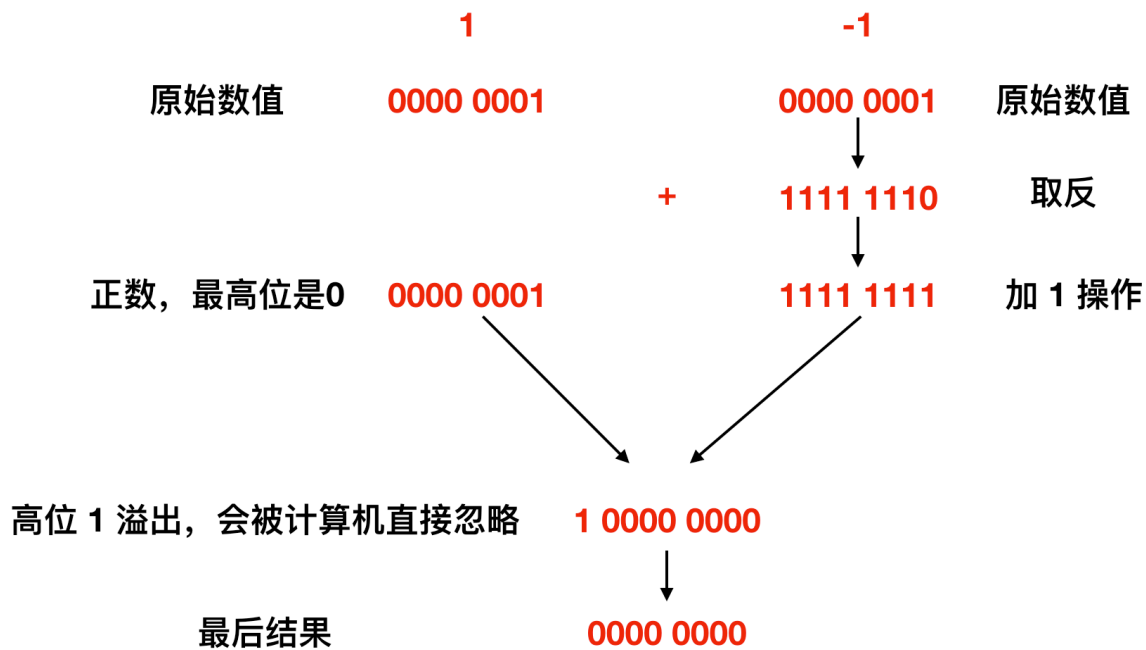 1 -1
原始数值 0000 0001 0000 0001 原始数值
+ 1111 1110 取反
正数，最高位是0 0000 0001 1111 1111 加 1 操作
高位 1 溢出，会被计算机直接忽略 1 0000 0000
最后结果 0000 0000